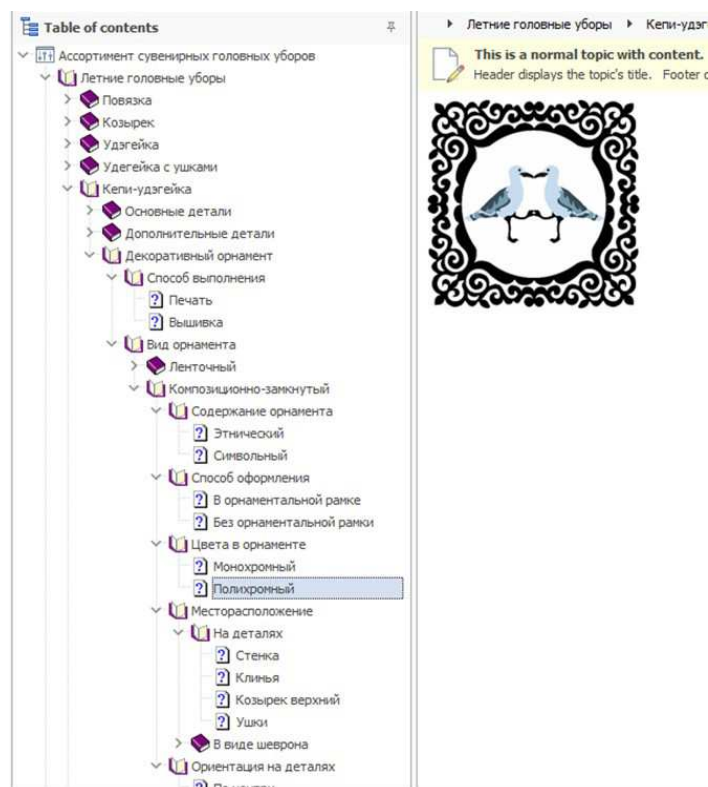 Table of contents
Ассортимент сувенирных головных уборов
Летние головные уборы
Повязка
Козырек
Удэгейка
Удегейка с ушками
Кепи-удэгейка
Основные детали
Дополнительные детали
Декоративный орнамент
Способ выполнения
Печать
Вышивка
Вид орнамента
Ленточный
Композиционно-замкнутый
Содержание орнамента
Этнический
Символьный
Способ оформления
В орнаментальной рамке
Без орнаментальной рамки
Цвета в орнаменте
Монохромный
Полихромный
Месторасположение
На деталях
Стенка
Клинья
Козырек верхний
Ушки
В виде шеврона
Ориентация на деталях
Летние головные уборы Кепи-удэг
This is a normal topic with content.
Header displays the topic's title. Footer